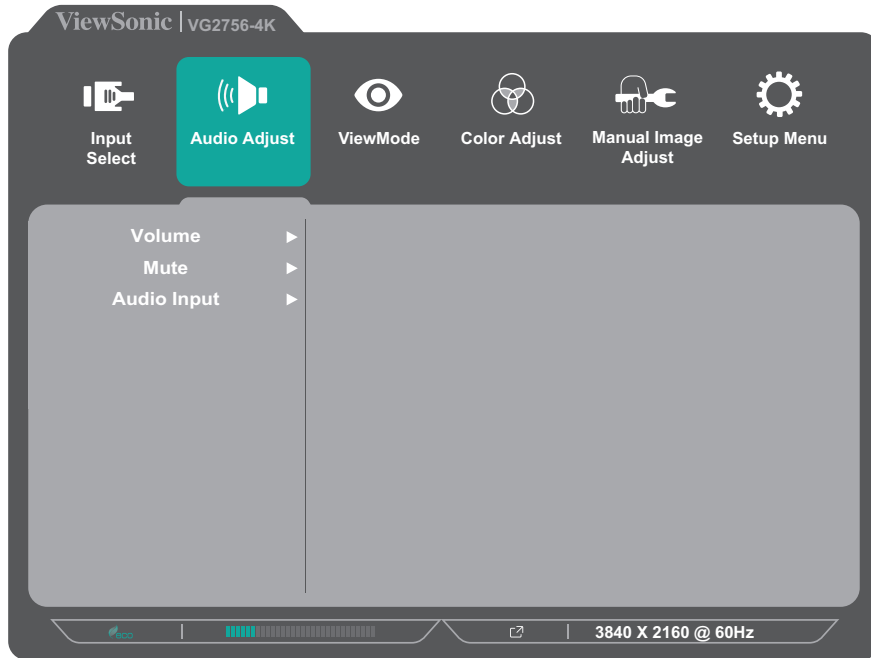 ViewSonic | VG2756-4K
Input
Select
Audio Adjust
ViewMode
Color Adjust
Manual Image
Adjust
Setup Menu
Volume
Mute
Audio Input
eco
3840 X 2160 @ 60Hz